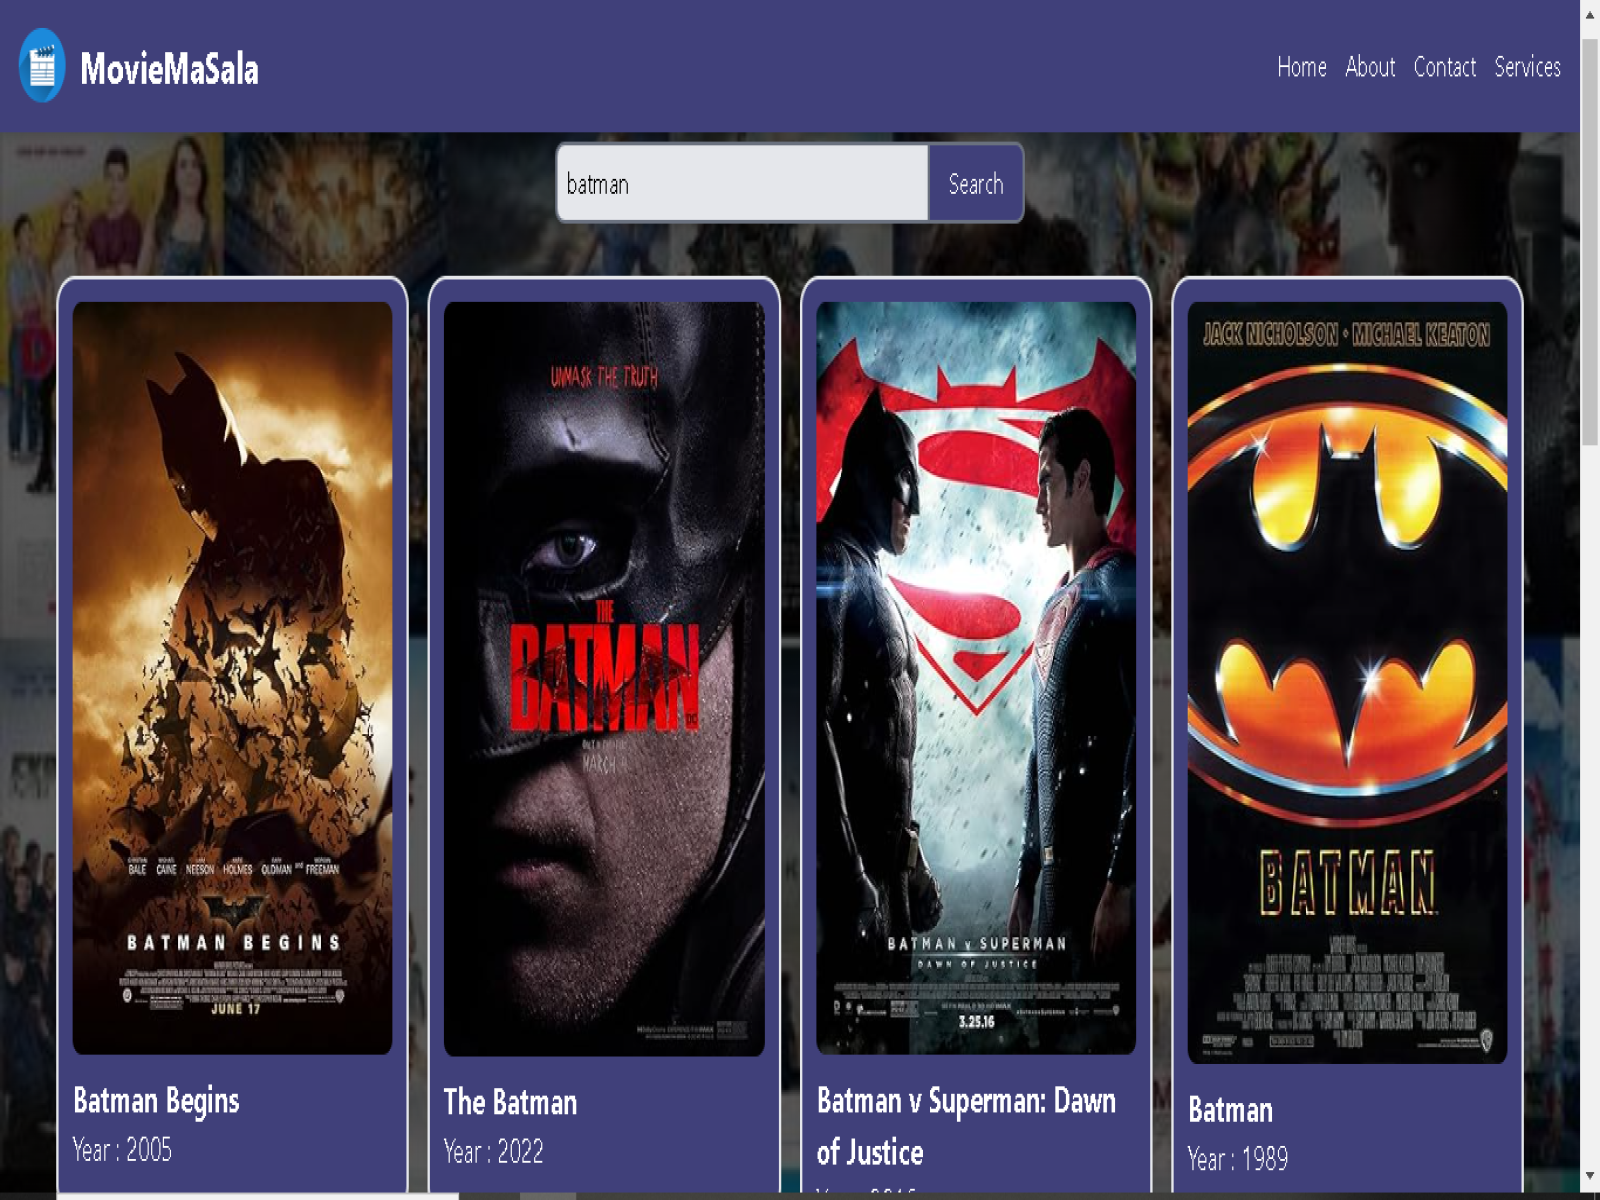 MovieMaSala
Home About Contact Services
batman
Search
UNMASK THE TRUTH
THE
BATMAN
MARCH 4
BALE CAINE NEESON HOLMES OLDMAN and FREEMAN
BATMAN BEGINS
JUNE 17
BATMAN v SUPERMAN
DAWN OF JUSTICE
3.25.16
JACK NICHOLSON · MICHAEL KEATON
BATMAN
Batman Begins
Year : 2005
The Batman
Year : 2022
Batman v Superman: Dawn
of Justice
Batman
Year : 1989